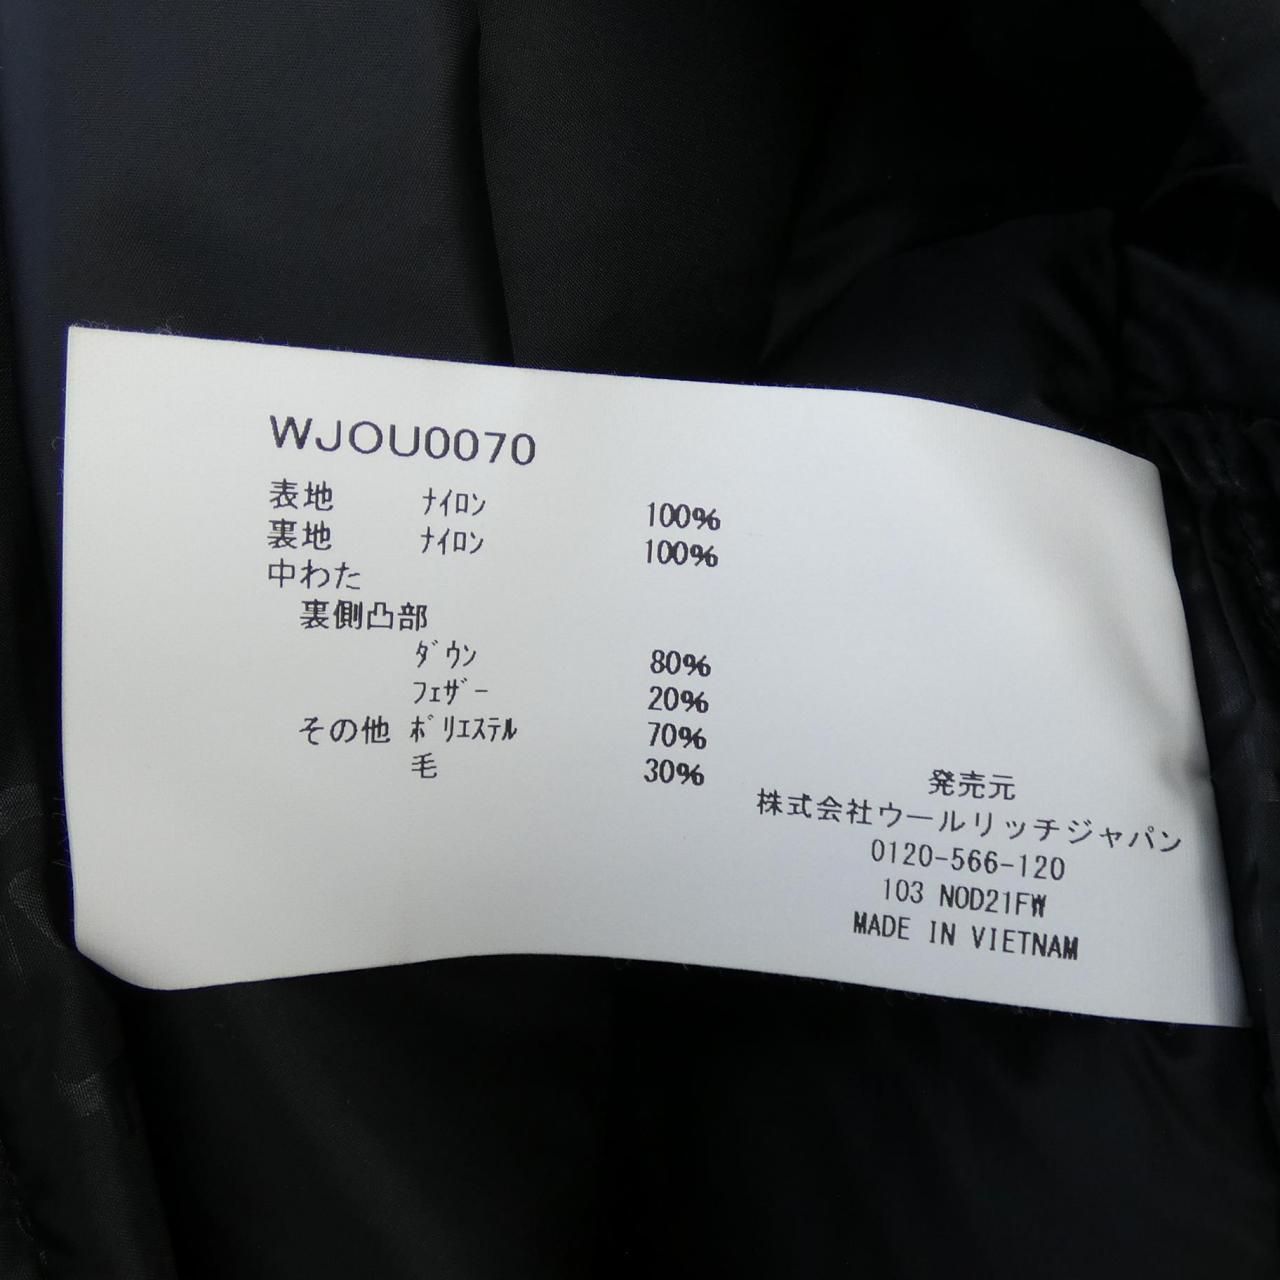 WJOU0070
表地 ﾅｲﾛﾝ 100%
裏地 ﾅｲﾛﾝ 100%
中わた
裏側凸部
ﾀﾞｳﾝ 80%
ﾌｪｻﾞｰ 20%
その他 ﾎﾟﾘｴｽﾃﾙ 70%
毛 30%
発売元
株式会社ウールリッチジャパン
0120-566-120
103 NOD21FW
MADE IN VIETNAM